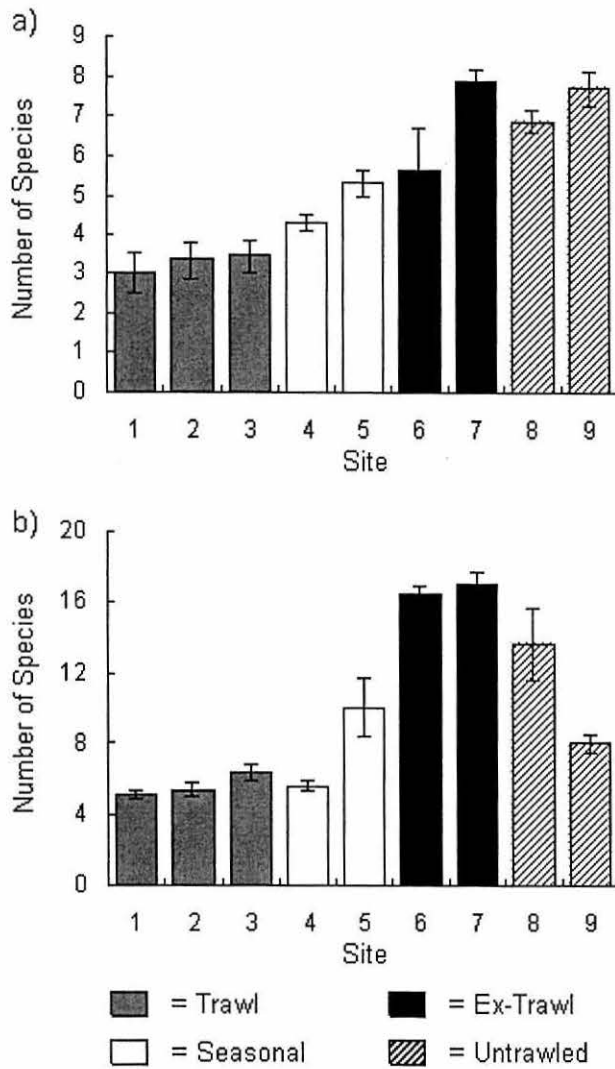 a)
Number of Species
9
8
7
6
5
4
3
2
1
0
1 2 3 4 5 6 7 8 9
Site
b)
Number of Species
20
16
12
8
4
0
1 2 3 4 5 6 7 8 9
Site
= Trawl
= Ex-Trawl
= Seasonal
= Untrawled